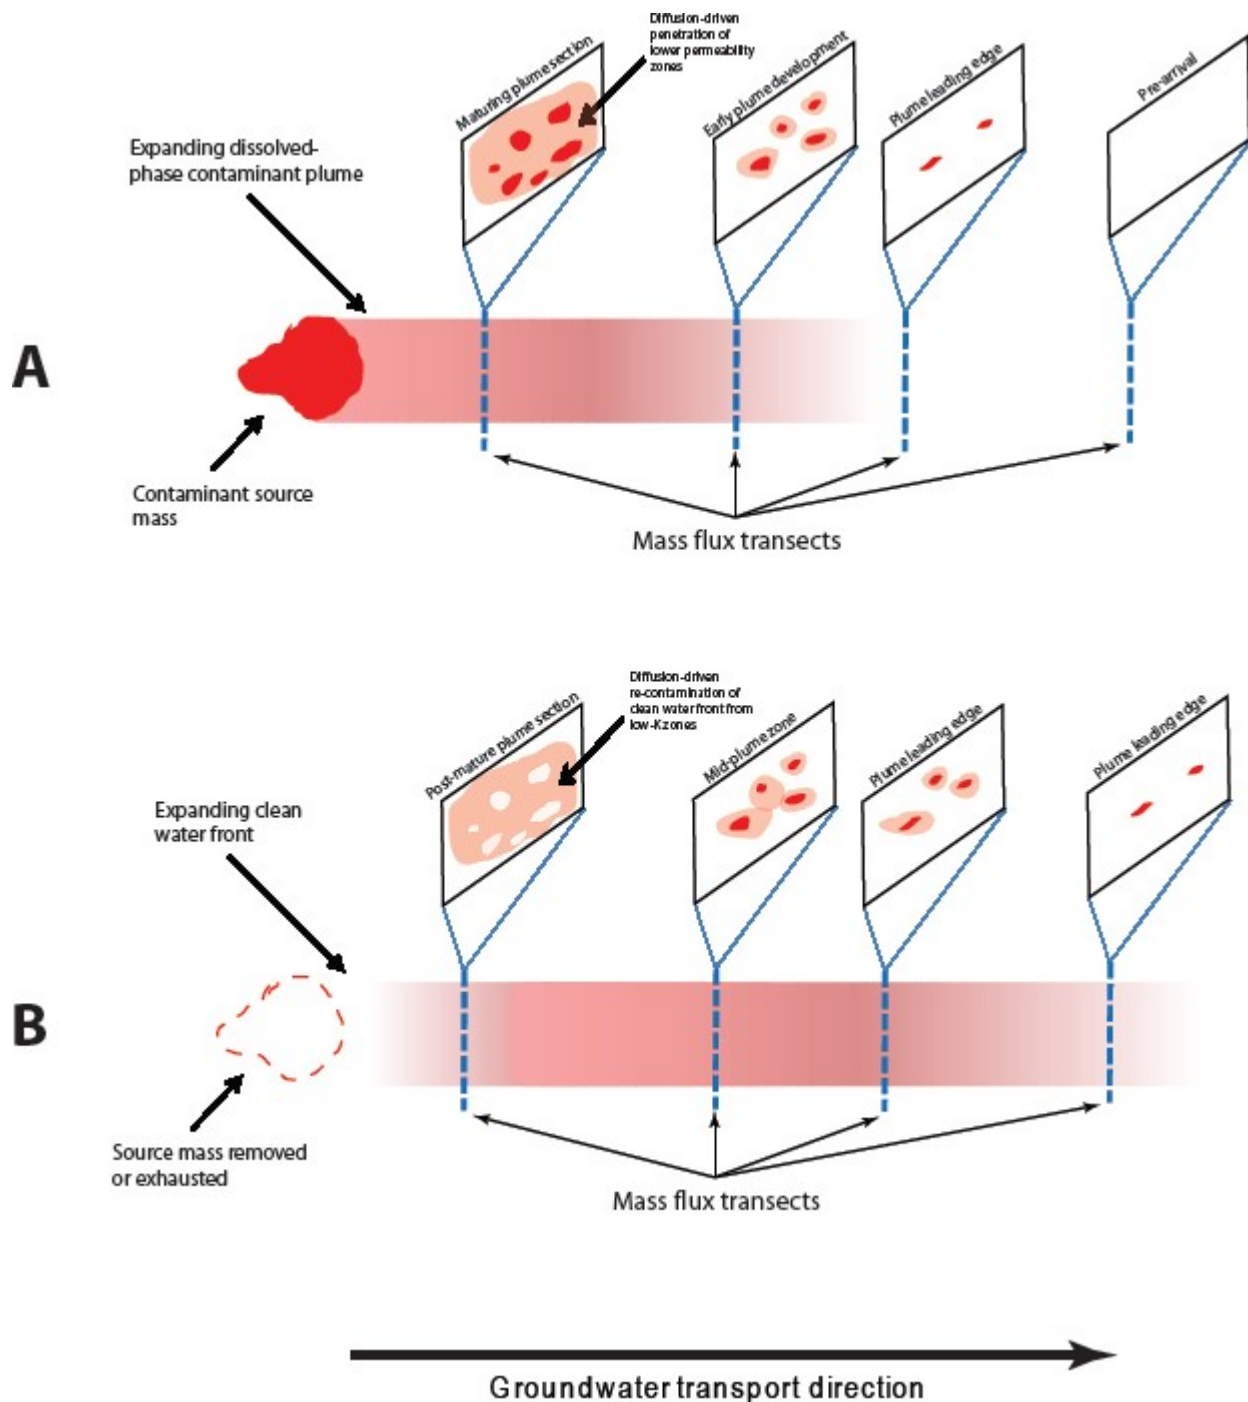 Diffusion-driven
penetration of
lower permeability
zones
Maturing plume section
Early plume development
Plume leading edge
Pre-arrival
Expanding dissolved-
phase contaminant plume
A
Contaminant source
mass
Mass flux transects
Diffusion-driven
re-contamination of
clean water front from
low-K zones
Post-mature plume section
Mid-plume zone
Plume leading edge
Plume leading edge
Expanding clean
water front
B
Source mass removed
or exhausted
Mass flux transects
Groundwater transport direction